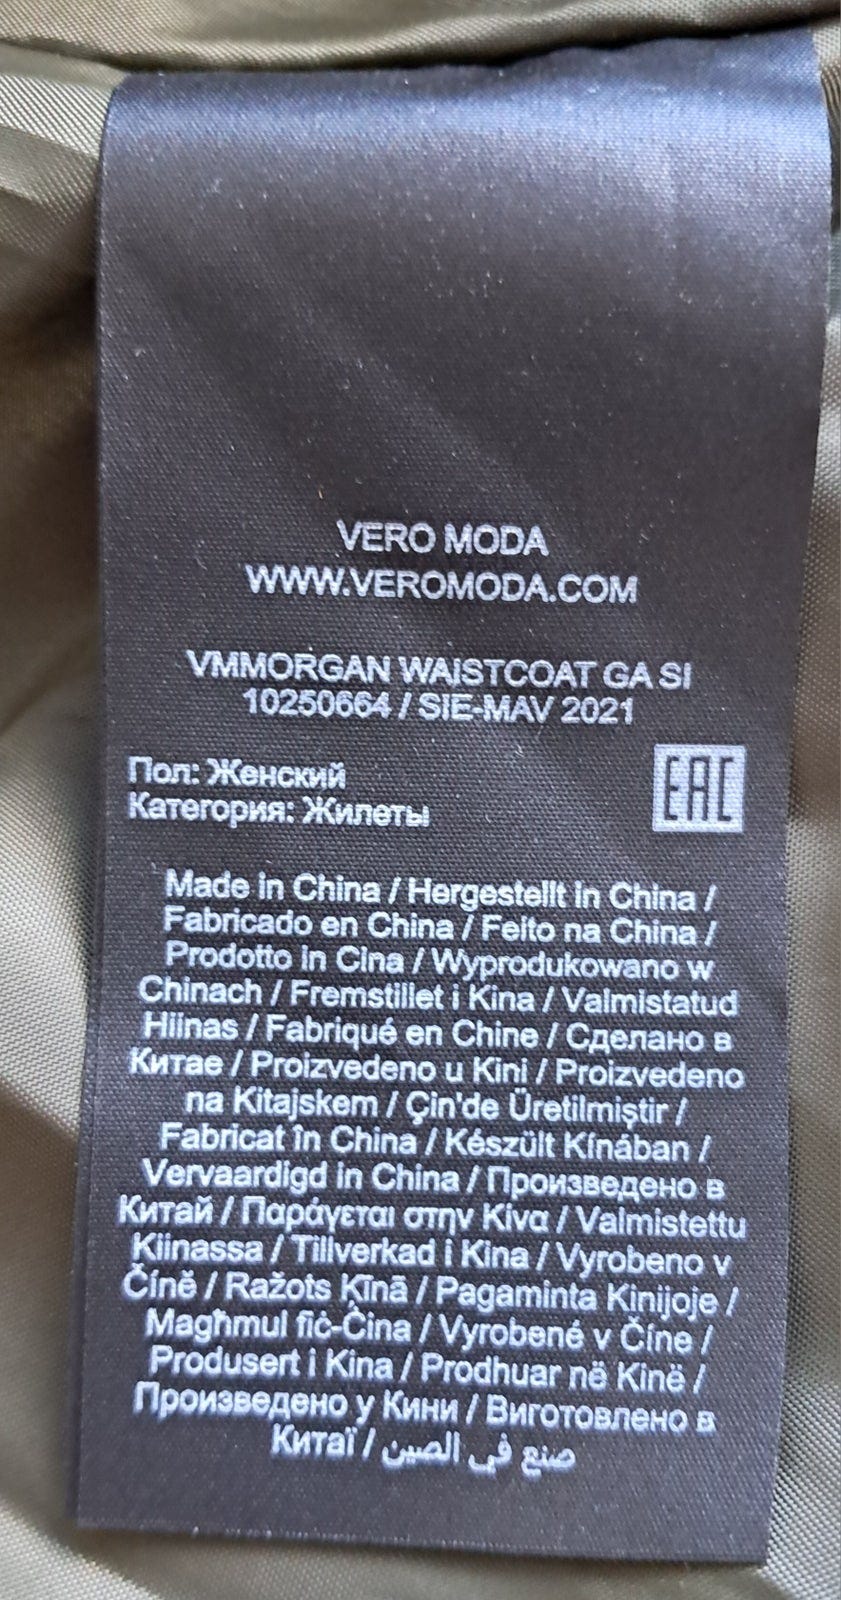 VERO MODA
WWW.VEROMODA.COM
VMMORGAN WAISTCOAT GA SI
10250664 / SIE-MAV 2021
Пол: Женский
Категория: Жилеты
EAC
Made in China / Hergestellt in China /
Fabricado en China / Feito na China /
Prodotto in Cina / Wyprodukowano w
Chinach / Fremstillet i Kina / Valmistatud
Hiinas / Fabriqué en Chine / Сделано в
Китае / Proizvedeno u Kini / Proizvedeno
na Kitajskem / Çin'de Üretilmiştir /
Fabricat în China / Készült Kínában /
Vervaardigd in China / Произведено в
Китай / Παράγεται στην Κίνα / Valmistettu
Kiinassa / Tillverkad i Kina / Vyrobeno v
Číně / Ražots Ķīnā / Pagaminta Kinijoje /
Magħmul fiċ-Ċina / Vyrobené v Číne /
Produsert i Kina / Prodhuar në Kinë /
Произведено у Кини / Виготовлено в
Китаї / صنع في الصين